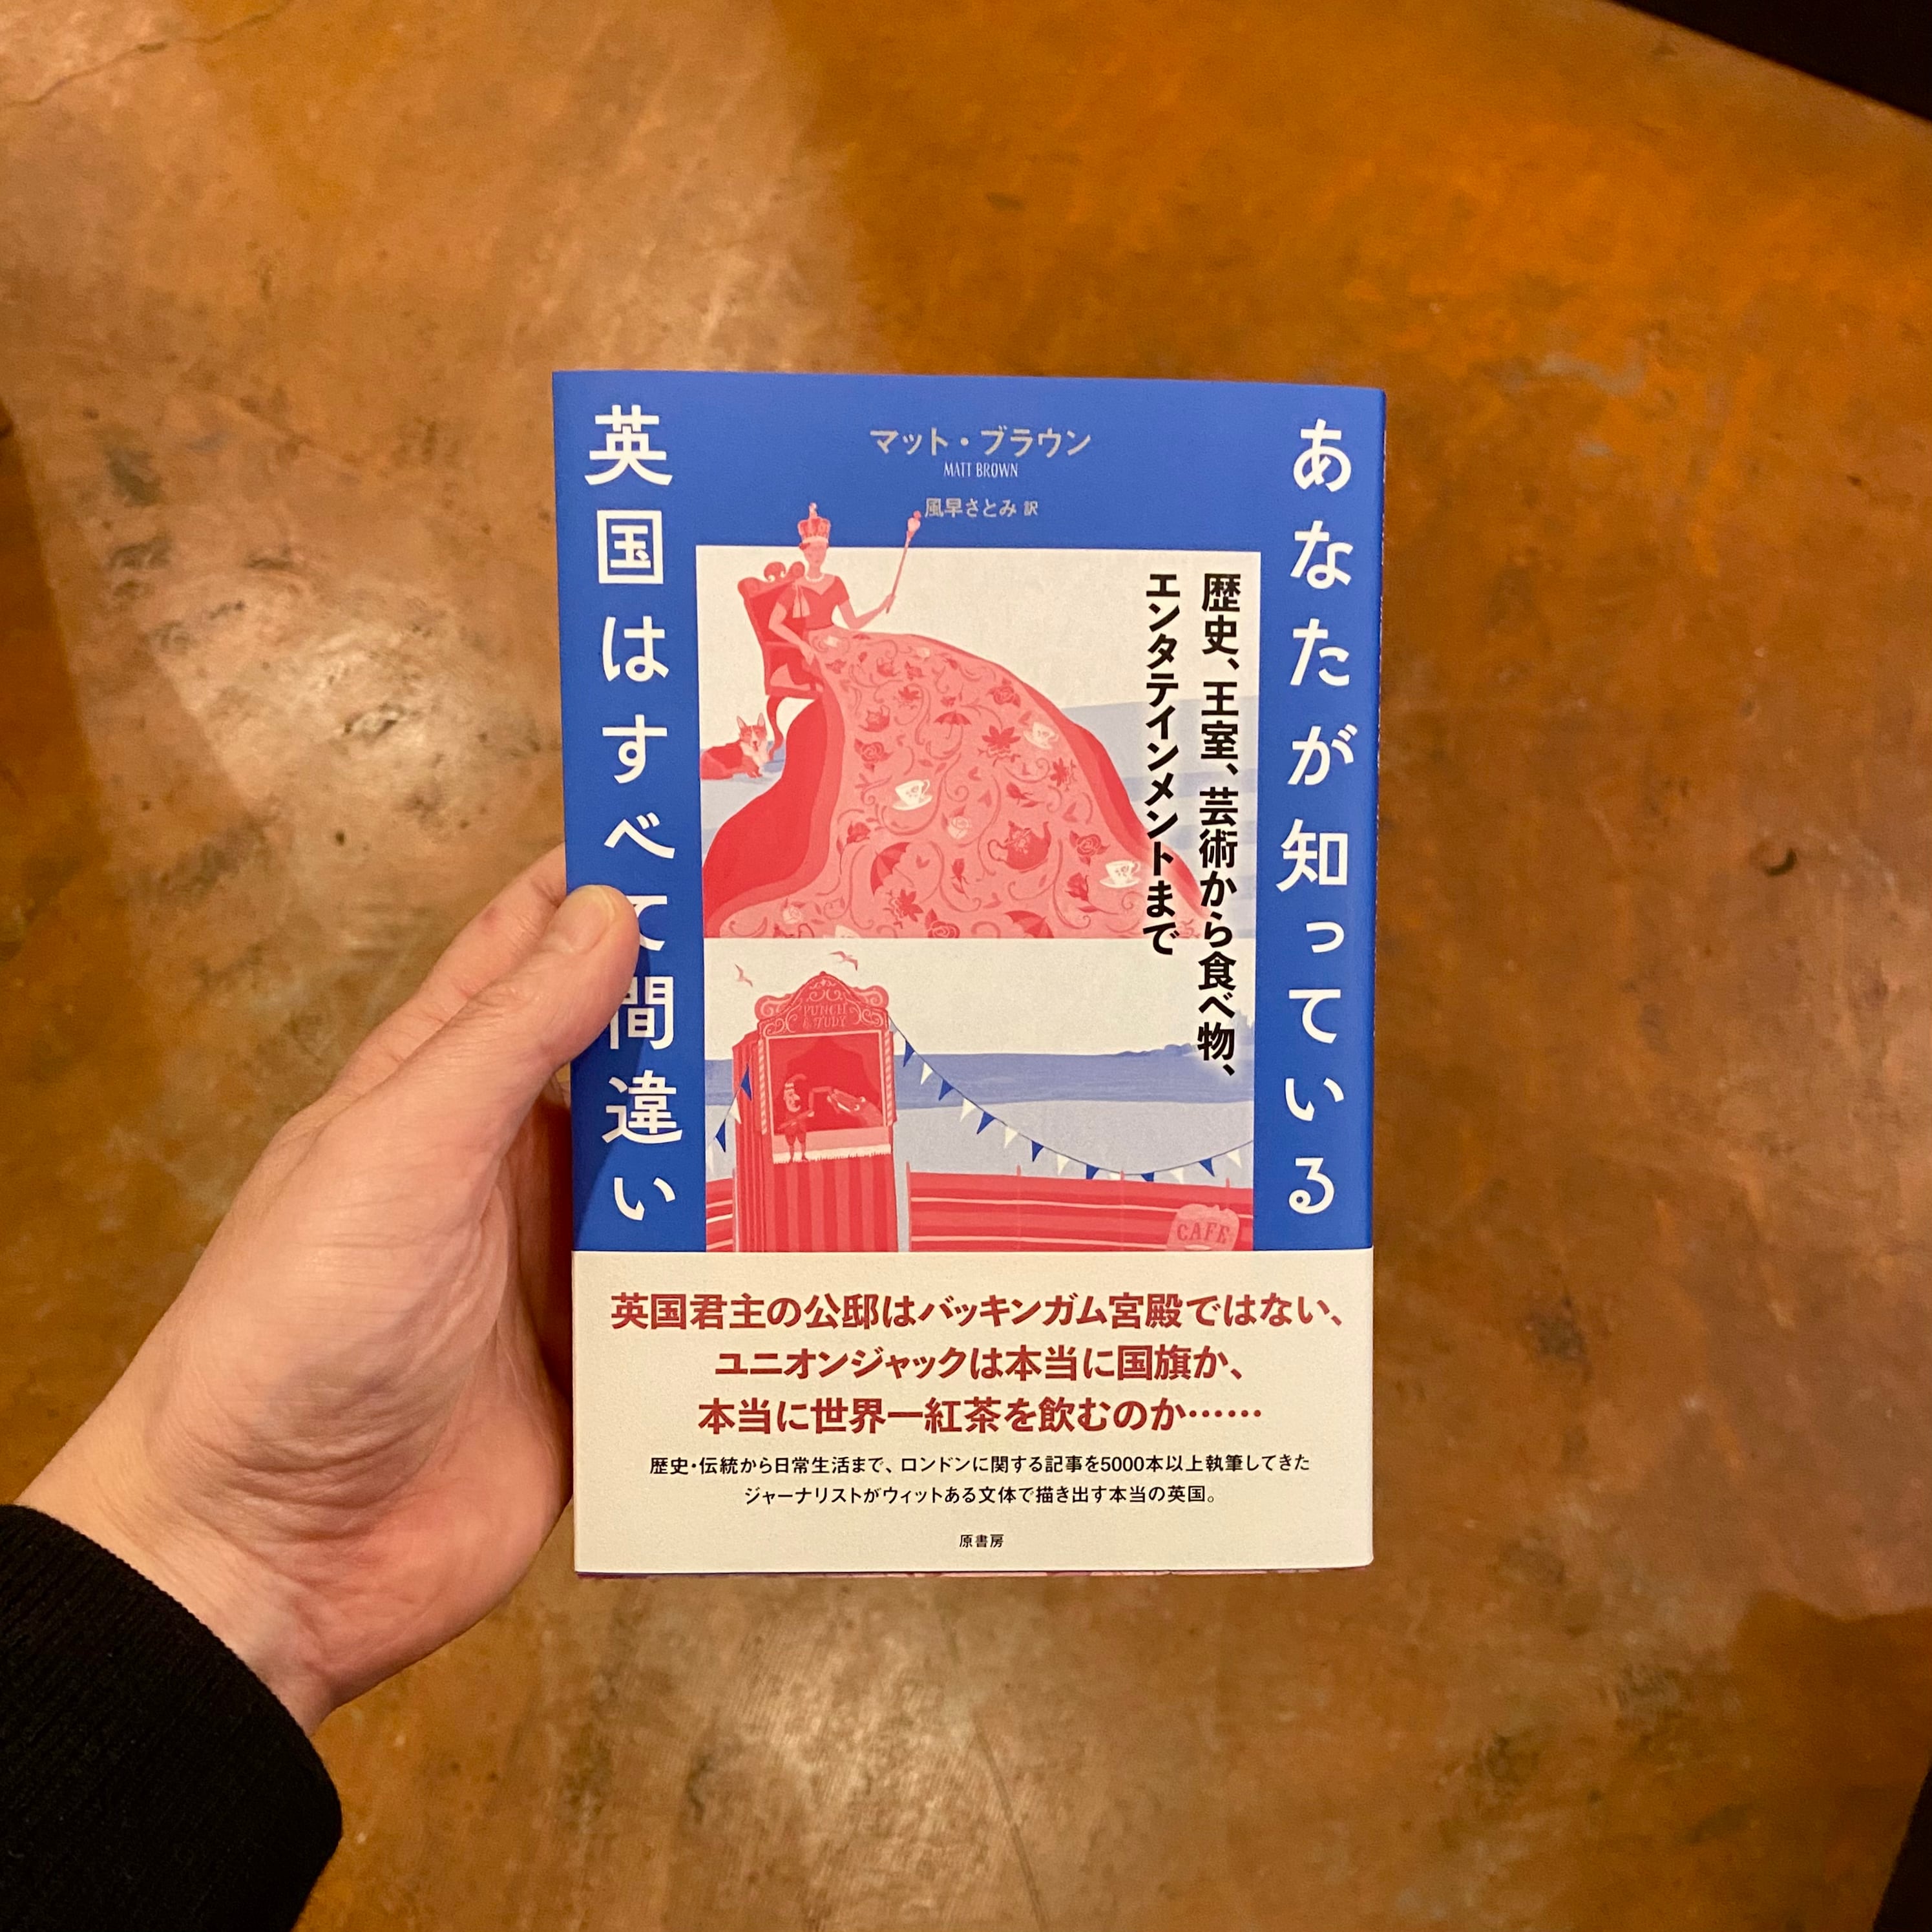 マット・ブラウン
MATT BROWN
風早さとみ 訳
あなたが知っている
英国はすべて間違い
歴史、王室、芸術から食べ物、
エンタテインメントまで
PUNCH
& JUDY
CAFE
英国君主の公邸はバッキンガム宮殿ではない、
ユニオンジャックは本当に国旗か、
本当に世界一紅茶を飲むのか……
歴史・伝統から日常生活まで、ロンドンに関する記事を5000本以上執筆してきた
ジャーナリストがウィットある文体で描き出す本当の英国。
原書房